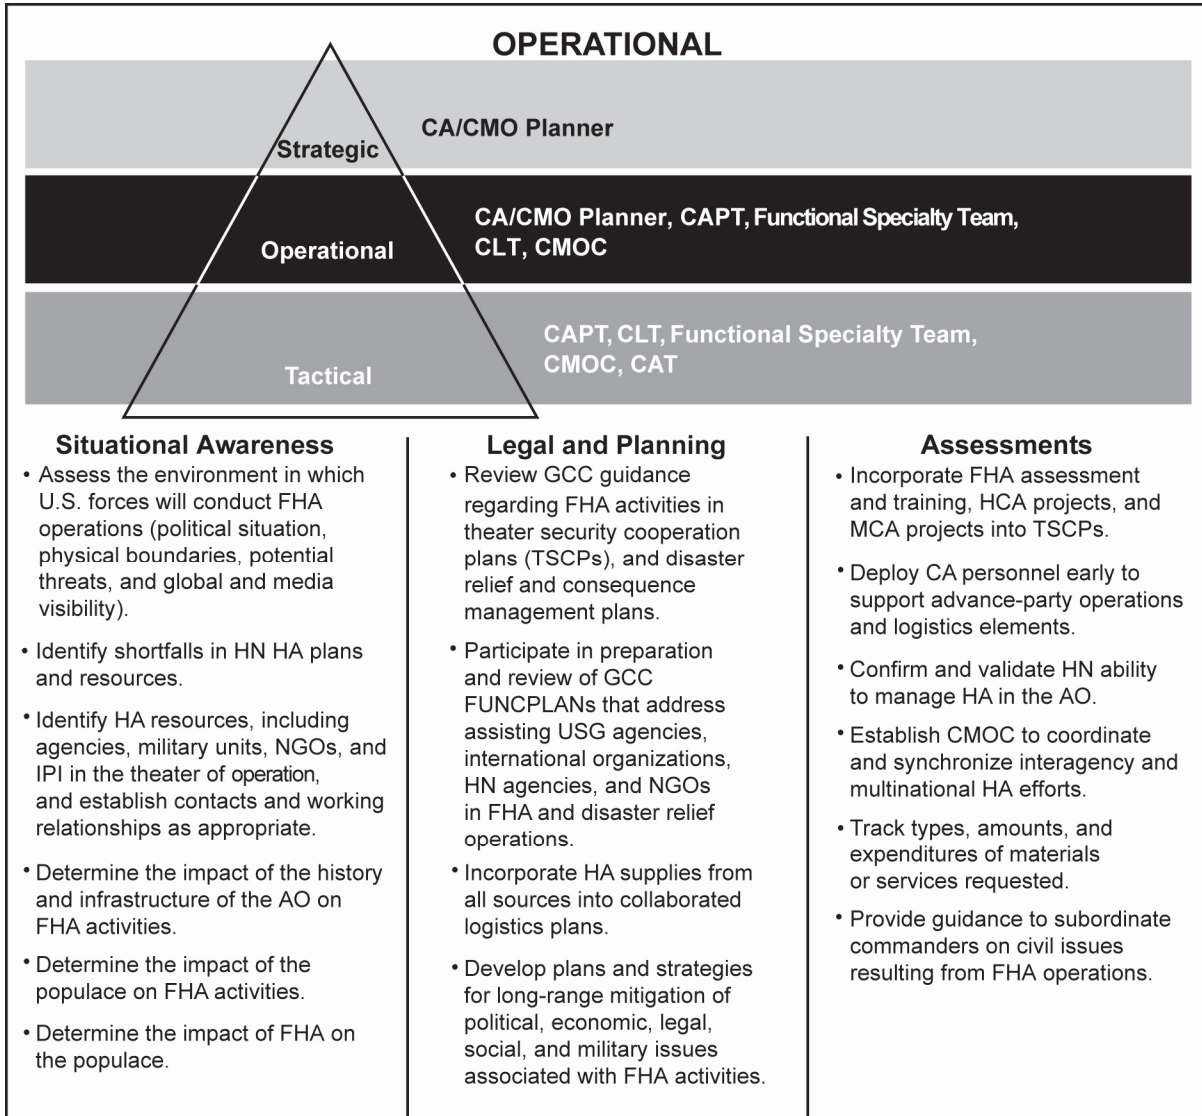 OPERATIONAL
Strategic
CA/CMO Planner
Operational
CA/CMO Planner, CAPT, Functional Specialty Team,
CLT, CMOC
Tactical
CAPT, CLT, Functional Specialty Team,
CMOC, CAT
Situational Awareness
• Assess the environment in which
U.S. forces will conduct FHA
operations (political situation,
physical boundaries, potential
threats, and global and media
visibility).
• Identify shortfalls in HN HA plans
and resources.
• Identify HA resources, including
agencies, military units, NGOs, and
IPI in the theater of operation,
and establish contacts and working
relationships as appropriate.
• Determine the impact of the history
and infrastructure of the AO on
FHA activities.
• Determine the impact of the
populace on FHA activities.
• Determine the impact of FHA on
the populace.
Legal and Planning
• Review GCC guidance
regarding FHA activities in
theater security cooperation
plans (TSCPs), and disaster
relief and consequence
management plans.
• Participate in preparation
and review of GCC
FUNCPLANs that address
assisting USG agencies,
international organizations,
HN agencies, and NGOs
in FHA and disaster relief
operations.
• Incorporate HA supplies from
all sources into collaborated
logistics plans.
• Develop plans and strategies
for long-range mitigation of
political, economic, legal,
social, and military issues
associated with FHA activities.
Assessments
• Incorporate FHA assessment
and training, HCA projects, and
MCA projects into TSCPs.
• Deploy CA personnel early to
support advance-party operations
and logistics elements.
• Confirm and validate HN ability
to manage HA in the AO.
• Establish CMOC to coordinate
and synchronize interagency and
multinational HA efforts.
• Track types, amounts, and
expenditures of materials
or services requested.
• Provide guidance to subordinate
commanders on civil issues
resulting from FHA operations.